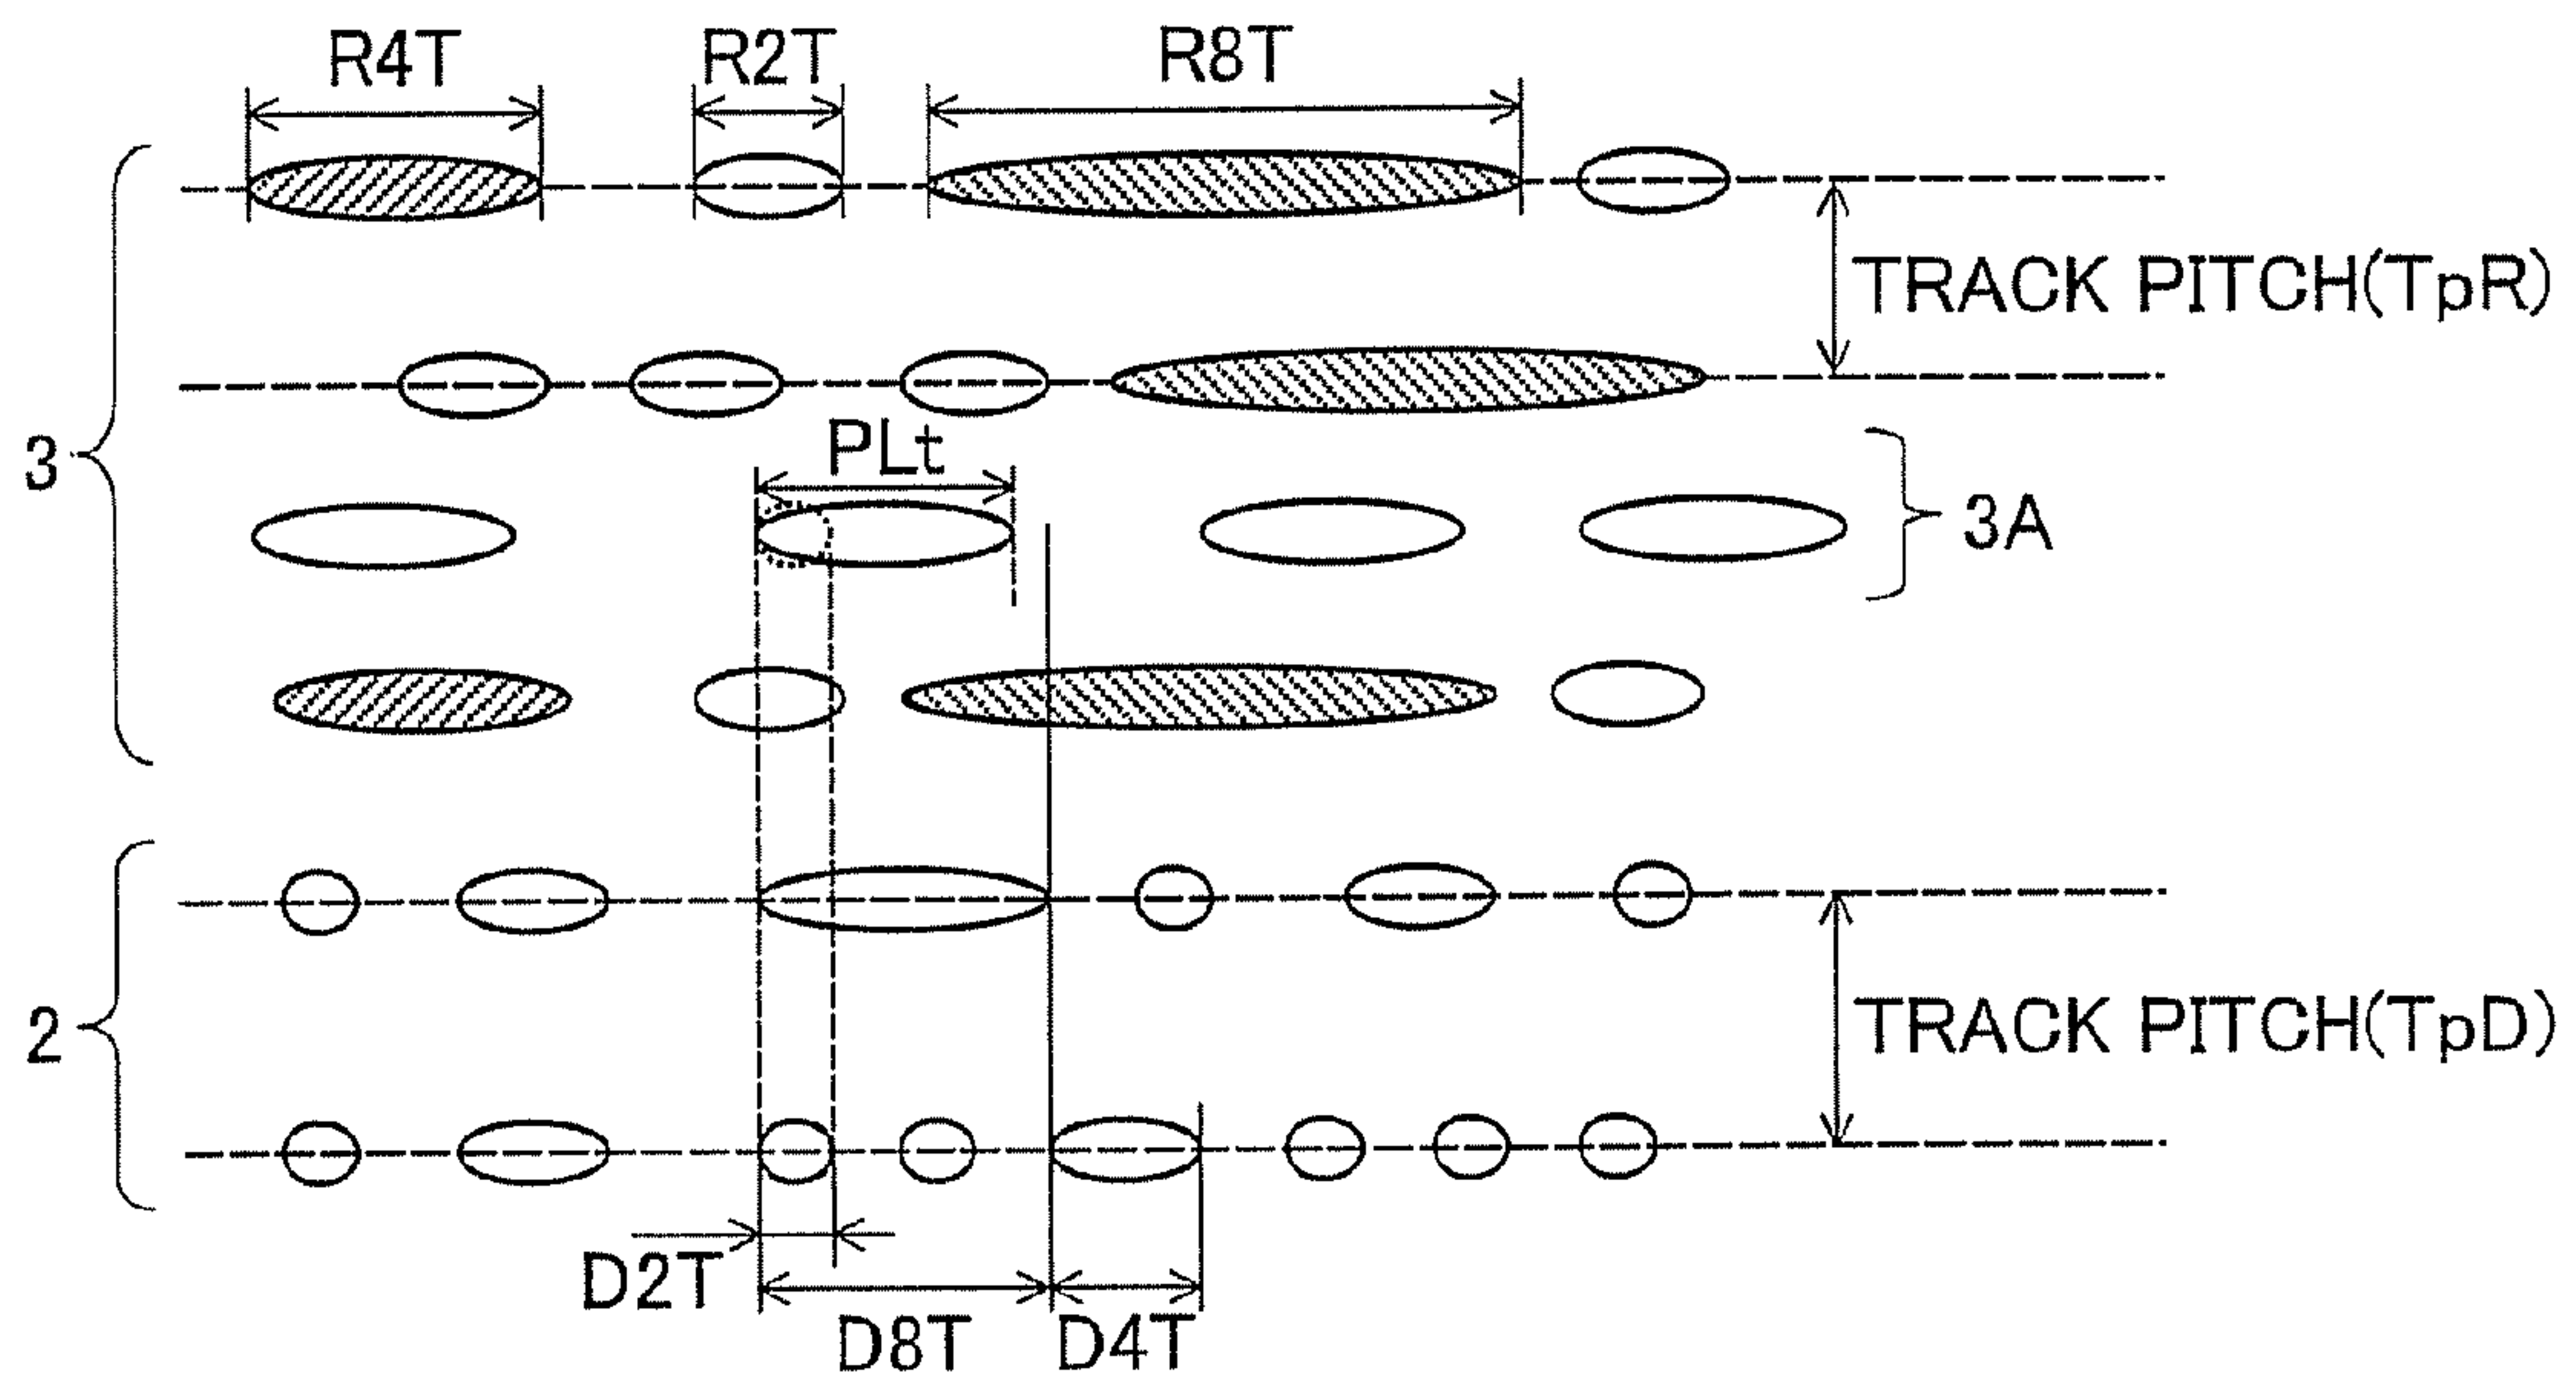 R4T R2T R8T
TRACK PITCH(TpR)
3
PLt
3A
2
TRACK PITCH(TpD)
D2T
D8T D4T